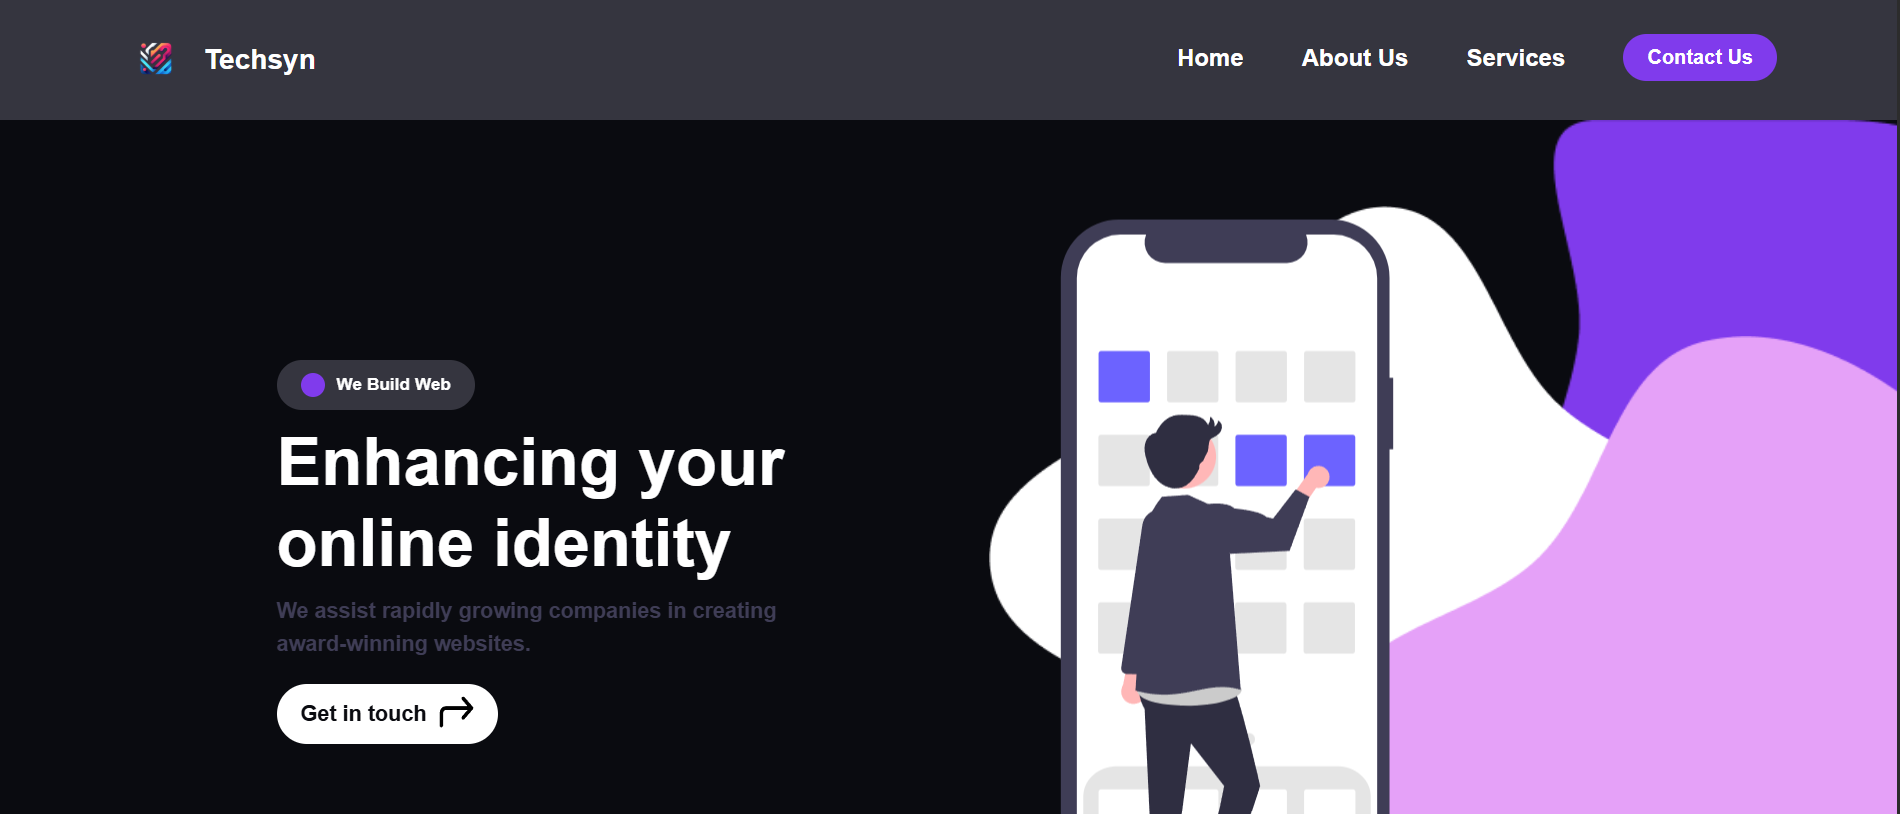 Techsyn
Home About Us Services Contact Us
We Build Web
Enhancing your
online identity
We assist rapidly growing companies in creating
award-winning websites.
Get in touch